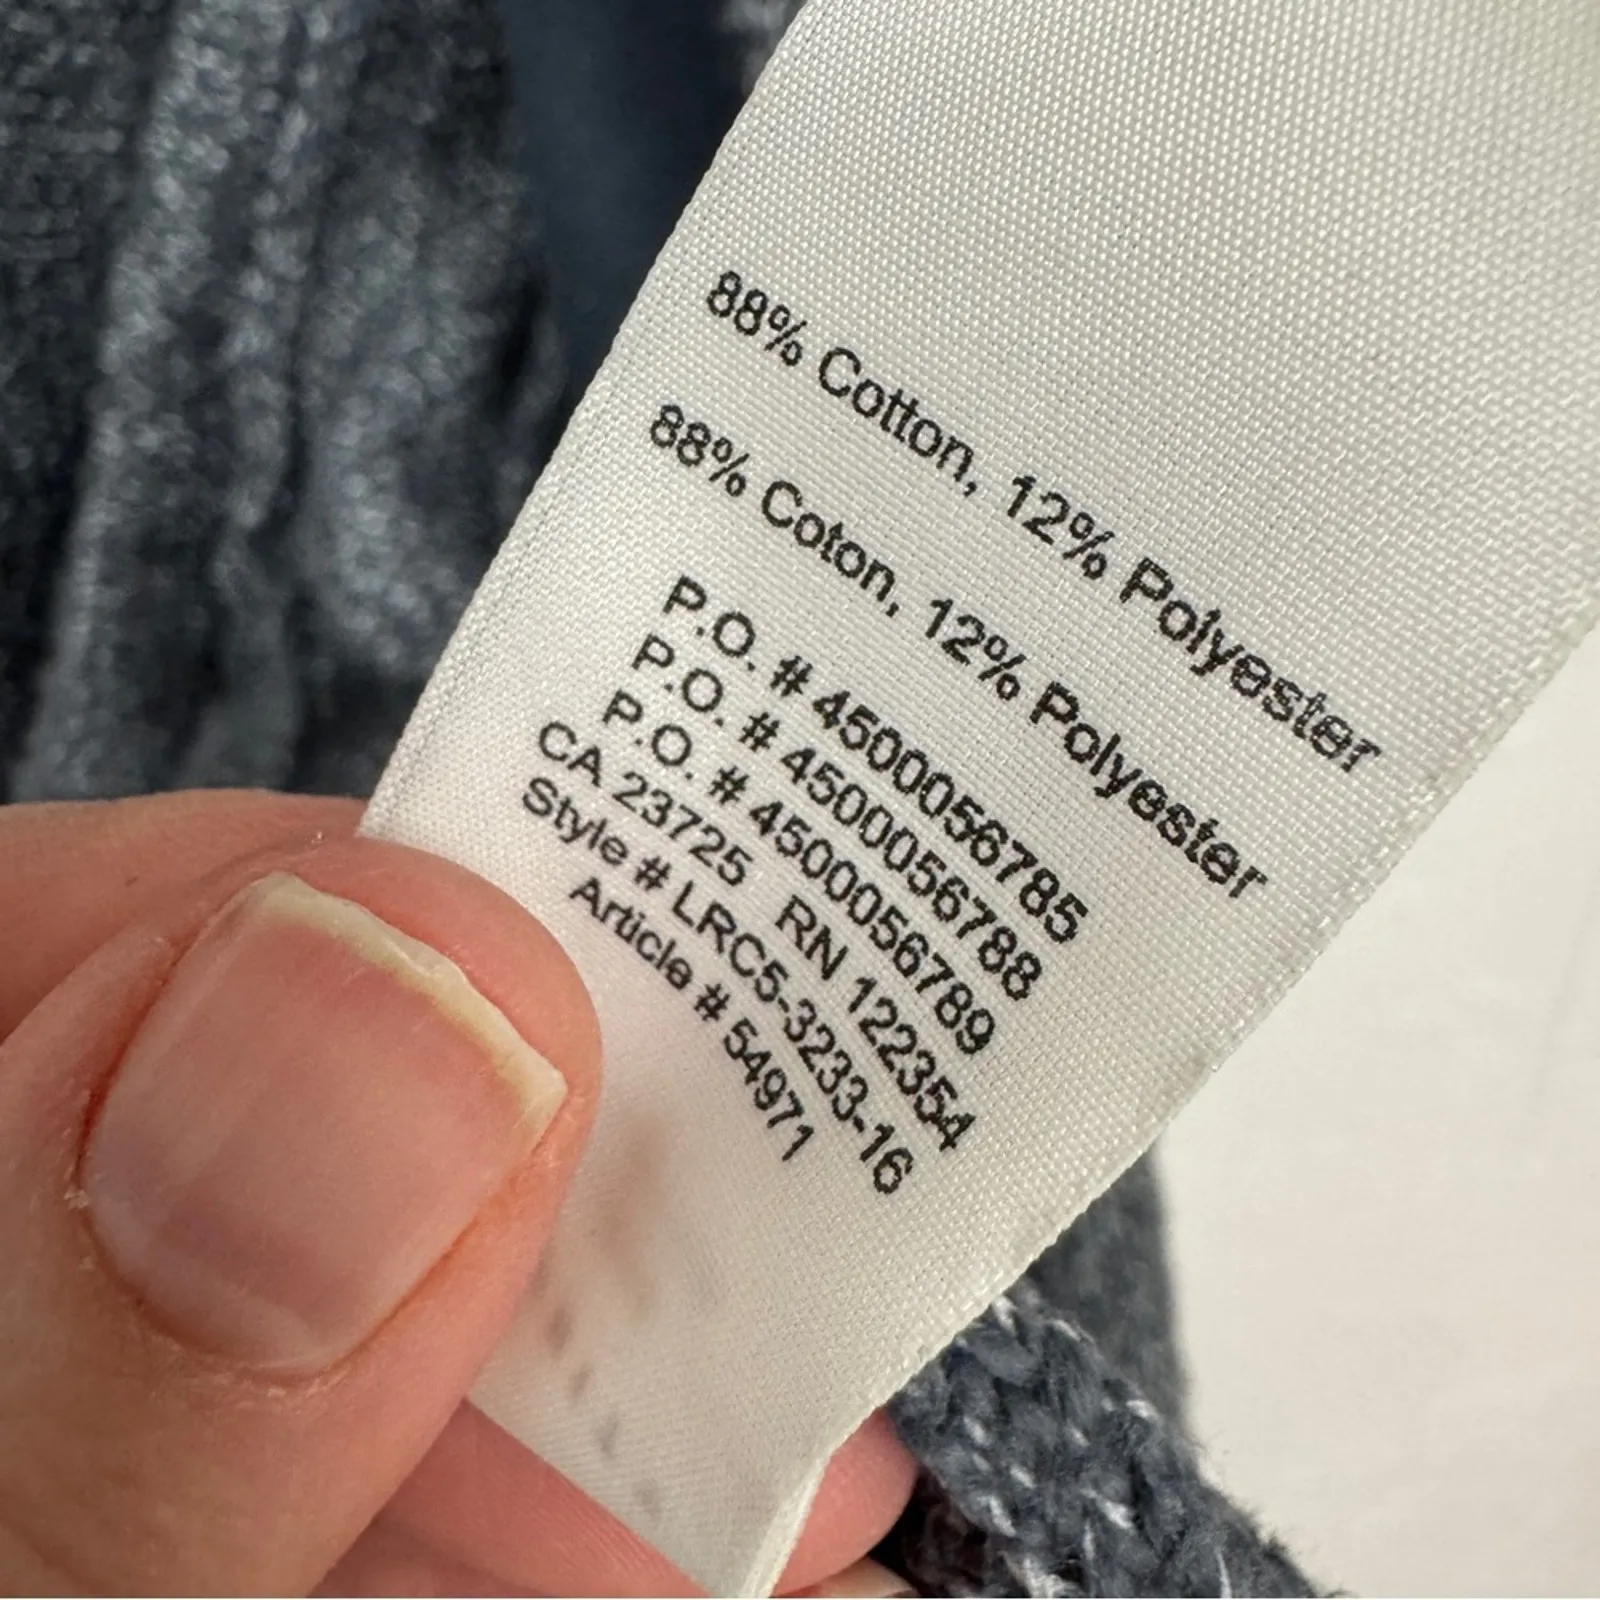 88% Cotton, 12% Polyester
88% Coton, 12% Polyester
P.O. # 4500056785
P.O. # 4500056788
P.O. # 4500056789
CA 23725 RN 122354
Style # LRC5-3233-16
Article # 54971